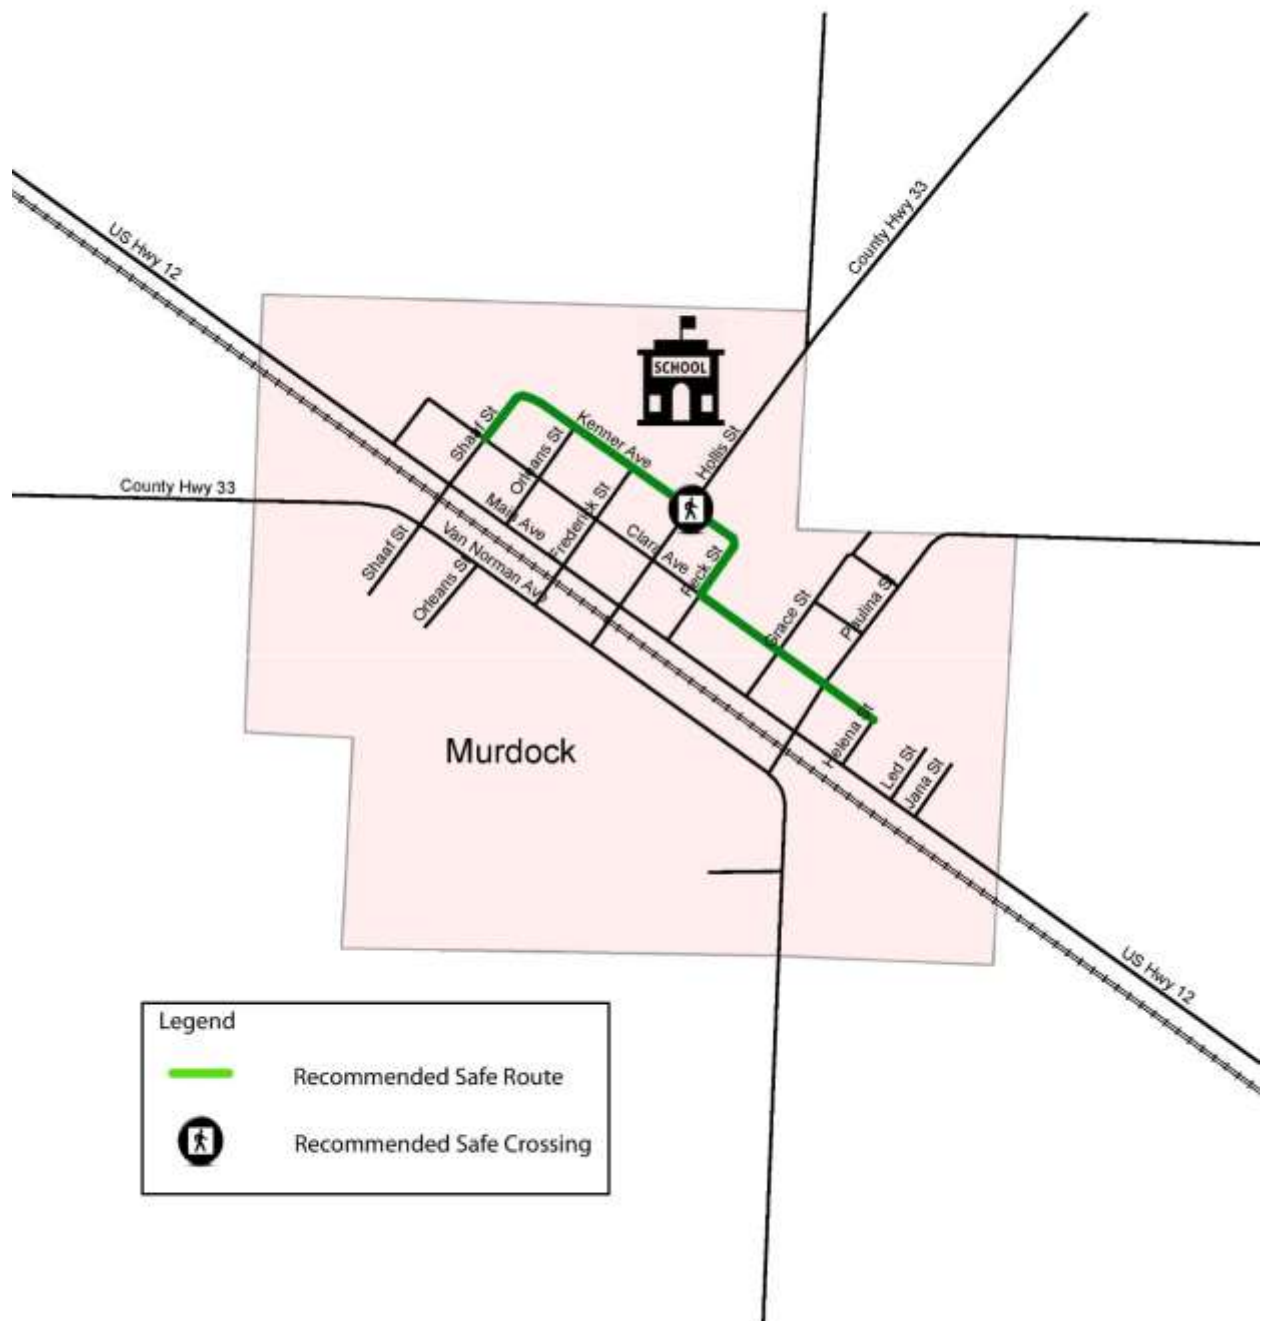 County Hwy 33
US Hwy 12
SCHOOL
Shaaf St
Kenner Ave
Orleans St
Hollis St
County Hwy 33
Main Ave
Frederick St
Clara Ave
Van Norman Ave
Shaaf St
Orleans St
Peck St
Grace St
Paulina St
Murdock
Helena St
Led St
Jana St
US Hwy 12
Legend
Recommended Safe Route
Recommended Safe Crossing